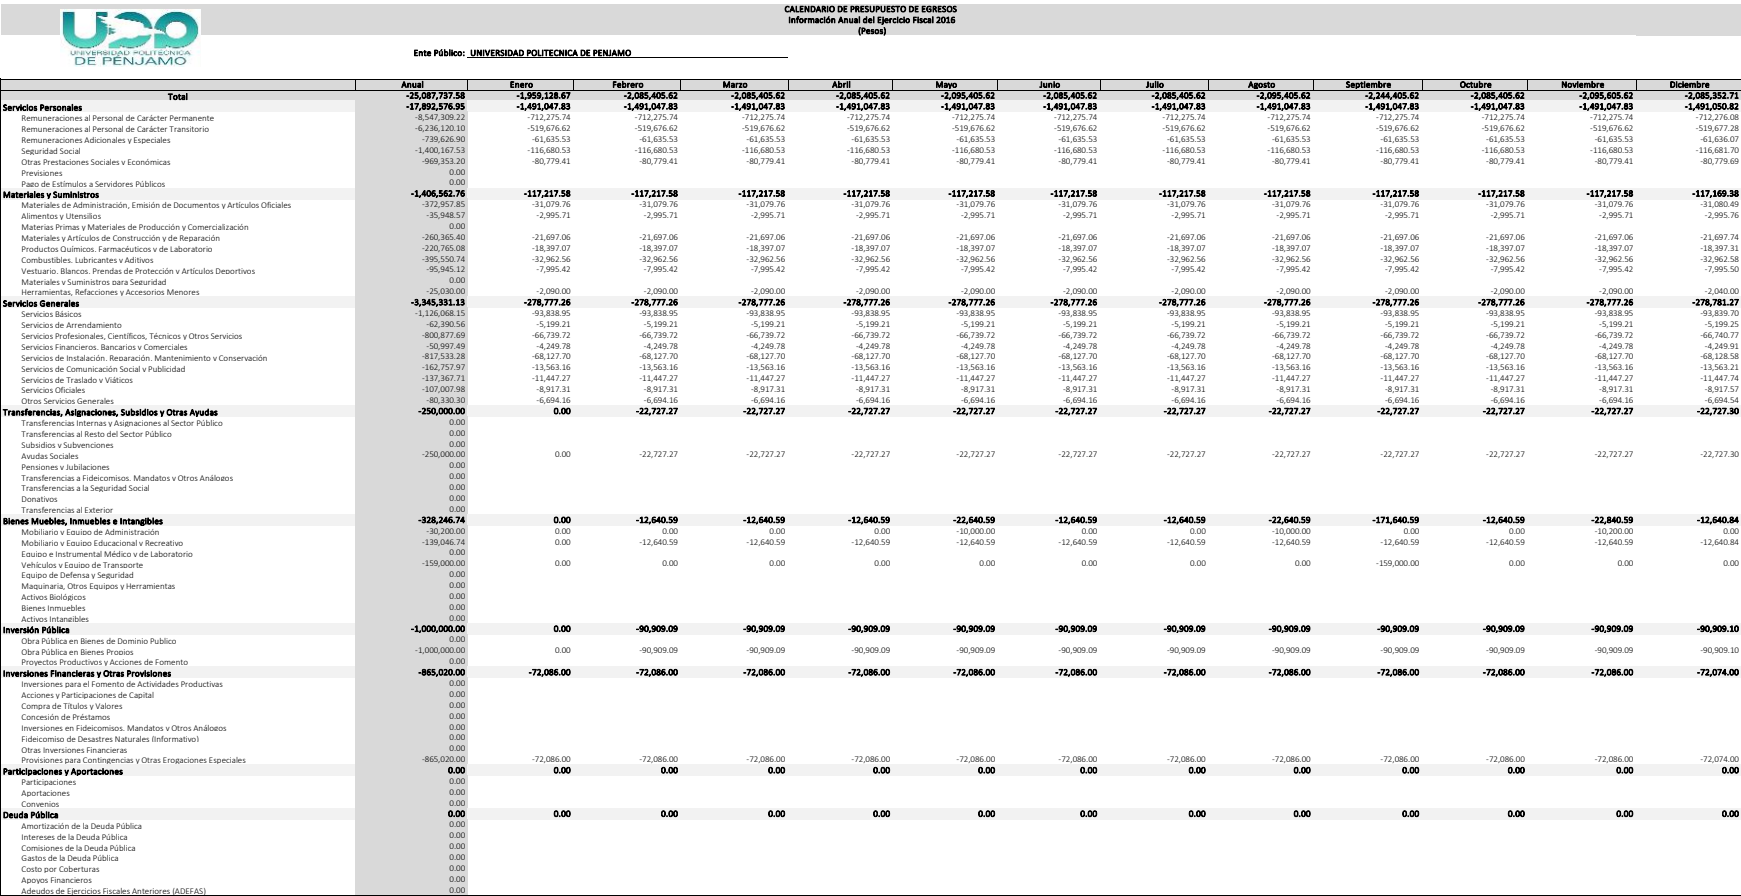 CALENDARIO DE PRESUPUESTO DE EGRESOS
Información Anual del Ejercicio Fiscal 2016
(Pesos)
UNIVERSIDAD POLITECNICA
DE PÉNJAMO
Ente Público: UNIVERSIDAD POLITECNICA DE PENJAMO
Anual Enero Febrero Marzo Abril Mayo Junio Julio Agosto Septiembre Octubre Noviembre Diciembre
Total -25,087,737.58 -1,959,128.67 -2,085,405.62 -2,085,405.62 -2,085,405.62 -2,095,405.62 -2,085,405.62 -2,085,405.62 -2,095,405.62 -2,244,405.62 -2,085,405.62 -2,095,605.62 -2,085,352.71
Servicios Personales -17,892,576.95 -1,491,047.83 -1,491,047.83 -1,491,047.83 -1,491,047.83 -1,491,047.83 -1,491,047.83 -1,491,047.83 -1,491,047.83 -1,491,047.83 -1,491,047.83 -1,491,047.83 -1,491,050.82
Remuneraciones al Personal de Carácter Permanente -8,547,309.22 -712,275.74 -712,275.74 -712,275.74 -712,275.74 -712,275.74 -712,275.74 -712,275.74 -712,275.74 -712,275.74 -712,275.74 -712,275.74 -712,276.08
Remuneraciones al Personal de Carácter Transitorio -6,236,120.10 -519,676.62 -519,676.62 -519,676.62 -519,676.62 -519,676.62 -519,676.62 -519,676.62 -519,676.62 -519,676.62 -519,676.62 -519,676.62 -519,677.28
Remuneraciones Adicionales y Especiales -739,626.90 -61,635.53 -61,635.53 -61,635.53 -61,635.53 -61,635.53 -61,635.53 -61,635.53 -61,635.53 -61,635.53 -61,635.53 -61,635.53 -61,636.07
Seguridad Social -1,400,167.53 -116,680.53 -116,680.53 -116,680.53 -116,680.53 -116,680.53 -116,680.53 -116,680.53 -116,680.53 -116,680.53 -116,680.53 -116,680.53 -116,681.70
Otras Prestaciones Sociales y Económicas -969,353.20 -80,779.41 -80,779.41 -80,779.41 -80,779.41 -80,779.41 -80,779.41 -80,779.41 -80,779.41 -80,779.41 -80,779.41 -80,779.41 -80,779.69
Previsiones 0.00
Pago de Estímulos a Servidores Públicos 0.00
Materiales y Suministros -1,406,562.76 -117,217.58 -117,217.58 -117,217.58 -117,217.58 -117,217.58 -117,217.58 -117,217.58 -117,217.58 -117,217.58 -117,217.58 -117,217.58 -117,169.38
Materiales de Administración, Emisión de Documentos y Artículos Oficiales -372,957.85 -31,079.76 -31,079.76 -31,079.76 -31,079.76 -31,079.76 -31,079.76 -31,079.76 -31,079.76 -31,079.76 -31,079.76 -31,079.76 -31,080.49
Alimentos y Utensilios -35,948.57 -2,995.71 -2,995.71 -2,995.71 -2,995.71 -2,995.71 -2,995.71 -2,995.71 -2,995.71 -2,995.71 -2,995.71 -2,995.71 -2,995.76
Materias Primas y Materiales de Producción y Comercialización 0.00
Materiales y Artículos de Construcción y de Reparación -260,365.40 -21,697.06 -21,697.06 -21,697.06 -21,697.06 -21,697.06 -21,697.06 -21,697.06 -21,697.06 -21,697.06 -21,697.06 -21,697.06 -21,697.74
Productos Químicos. Farmacéuticos v de Laboratorio -220,765.08 -18,397.07 -18,397.07 -18,397.07 -18,397.07 -18,397.07 -18,397.07 -18,397.07 -18,397.07 -18,397.07 -18,397.07 -18,397.07 -18,397.31
Combustibles. Lubricantes v Aditivos -395,550.74 -32,962.56 -32,962.56 -32,962.56 -32,962.56 -32,962.56 -32,962.56 -32,962.56 -32,962.56 -32,962.56 -32,962.56 -32,962.56 -32,962.58
Vestuario. Blancos. Prendas de Protección v Artículos Deportivos -95,945.12 -7,995.42 -7,995.42 -7,995.42 -7,995.42 -7,995.42 -7,995.42 -7,995.42 -7,995.42 -7,995.42 -7,995.42 -7,995.42 -7,995.50
Materiales v Suministros para Seguridad 0.00
Herramientas, Refacciones y Accesorios Menores -25,030.00 -2,090.00 -2,090.00 -2,090.00 -2,090.00 -2,090.00 -2,090.00 -2,090.00 -2,090.00 -2,090.00 -2,090.00 -2,090.00 -2,040.00
Servicios Generales -3,345,331.13 -278,777.26 -278,777.26 -278,777.26 -278,777.26 -278,777.26 -278,777.26 -278,777.26 -278,777.26 -278,777.26 -278,777.26 -278,777.26 -278,781.27
Servicios Básicos -1,126,068.15 -93,838.95 -93,838.95 -93,838.95 -93,838.95 -93,838.95 -93,838.95 -93,838.95 -93,838.95 -93,838.95 -93,838.95 -93,838.95 -93,839.70
Servicios de Arrendamiento -62,390.56 -5,199.21 -5,199.21 -5,199.21 -5,199.21 -5,199.21 -5,199.21 -5,199.21 -5,199.21 -5,199.21 -5,199.21 -5,199.21 -5,199.25
Servicios Profesionales, Científicos, Técnicos y Otros Servicios -800,877.69 -66,739.72 -66,739.72 -66,739.72 -66,739.72 -66,739.72 -66,739.72 -66,739.72 -66,739.72 -66,739.72 -66,739.72 -66,739.72 -66,740.77
Servicios Financieros. Bancarios v Comerciales -50,997.49 -4,249.78 -4,249.78 -4,249.78 -4,249.78 -4,249.78 -4,249.78 -4,249.78 -4,249.78 -4,249.78 -4,249.78 -4,249.78 -4,249.91
Servicios de Instalación. Reparación. Mantenimiento v Conservación -817,533.28 -68,127.70 -68,127.70 -68,127.70 -68,127.70 -68,127.70 -68,127.70 -68,127.70 -68,127.70 -68,127.70 -68,127.70 -68,127.70 -68,128.58
Servicios de Comunicación Social v Publicidad -162,757.97 -13,563.16 -13,563.16 -13,563.16 -13,563.16 -13,563.16 -13,563.16 -13,563.16 -13,563.16 -13,563.16 -13,563.16 -13,563.16 -13,563.21
Servicios de Traslado v Viáticos -137,367.71 -11,447.27 -11,447.27 -11,447.27 -11,447.27 -11,447.27 -11,447.27 -11,447.27 -11,447.27 -11,447.27 -11,447.27 -11,447.27 -11,447.74
Servicios Oficiales -107,007.98 -8,917.31 -8,917.31 -8,917.31 -8,917.31 -8,917.31 -8,917.31 -8,917.31 -8,917.31 -8,917.31 -8,917.31 -8,917.31 -8,917.57
Otros Servicios Generales -80,330.30 -6,694.16 -6,694.16 -6,694.16 -6,694.16 -6,694.16 -6,694.16 -6,694.16 -6,694.16 -6,694.16 -6,694.16 -6,694.16 -6,694.54
Transferencias, Asignaciones, Subsidios y Otras Ayudas -250,000.00 0.00 -22,727.27 -22,727.27 -22,727.27 -22,727.27 -22,727.27 -22,727.27 -22,727.27 -22,727.27 -22,727.27 -22,727.27 -22,727.30
Transferencias Internas y Asignaciones al Sector Público 0.00
Transferencias al Resto del Sector Público 0.00
Subsidios v Subvenciones 0.00
Avudas Sociales -250,000.00 0.00 -22,727.27 -22,727.27 -22,727.27 -22,727.27 -22,727.27 -22,727.27 -22,727.27 -22,727.27 -22,727.27 -22,727.27 -22,727.30
Pensiones v Jubilaciones 0.00
Transferencias a Fideicomisos. Mandatos v Otros Análogos 0.00
Transferencias a la Seguridad Social 0.00
Donativos 0.00
Transferencias al Exterior 0.00
Bienes Muebles, Inmuebles e Intangibles -328,246.74 0.00 -12,640.59 -12,640.59 -12,640.59 -22,640.59 -12,640.59 -12,640.59 -22,640.59 -171,640.59 -12,640.59 -22,840.59 -12,640.84
Mobiliario v Equipo de Administración -30,200.00 0.00 0.00 0.00 0.00 -10,000.00 0.00 0.00 -10,000.00 0.00 0.00 -10,200.00 0.00
Mobiliario v Equipo Educacional v Recreativo -139,046.74 0.00 -12,640.59 -12,640.59 -12,640.59 -12,640.59 -12,640.59 -12,640.59 -12,640.59 -12,640.59 -12,640.59 -12,640.59 -12,640.84
Equipo e Instrumental Médico v de Laboratorio 0.00
Vehículos v Equipo de Transporte -159,000.00 0.00 0.00 0.00 0.00 0.00 0.00 0.00 0.00 -159,000.00 0.00 0.00 0.00
Equipo de Defensa y Seguridad 0.00
Maquinaria, Otros Equipos y Herramientas 0.00
Activos Biológicos 0.00
Bienes Inmuebles 0.00
Activos Intangibles 0.00
Inversión Pública -1,000,000.00 0.00 -90,909.09 -90,909.09 -90,909.09 -90,909.09 -90,909.09 -90,909.09 -90,909.09 -90,909.09 -90,909.09 -90,909.09 -90,909.10
Obra Pública en Bienes de Dominio Publico 0.00
Obra Pública en Bienes Propios -1,000,000.00 0.00 -90,909.09 -90,909.09 -90,909.09 -90,909.09 -90,909.09 -90,909.09 -90,909.09 -90,909.09 -90,909.09 -90,909.09 -90,909.10
Proyectos Productivos y Acciones de Fomento 0.00
Inversiones Financieras y Otras Provisiones -865,020.00 -72,086.00 -72,086.00 -72,086.00 -72,086.00 -72,086.00 -72,086.00 -72,086.00 -72,086.00 -72,086.00 -72,086.00 -72,086.00 -72,074.00
Inversiones para el Fomento de Actividades Productivas 0.00
Acciones y Participaciones de Capital 0.00
Compra de Títulos y Valores 0.00
Concesión de Préstamos 0.00
Inversiones en Fideicomisos. Mandatos v Otros Análogos 0.00
Fideicomiso de Desastres Naturales (Informativo) 0.00
Otras Inversiones Financieras 0.00
Provisiones para Contingencias y Otras Erogaciones Especiales -865,020.00 -72,086.00 -72,086.00 -72,086.00 -72,086.00 -72,086.00 -72,086.00 -72,086.00 -72,086.00 -72,086.00 -72,086.00 -72,086.00 -72,074.00
Participaciones y Aportaciones 0.00 0.00 0.00 0.00 0.00 0.00 0.00 0.00 0.00 0.00 0.00 0.00 0.00
Participaciones 0.00
Aportaciones 0.00
Convenios 0.00
Deuda Pública 0.00 0.00 0.00 0.00 0.00 0.00 0.00 0.00 0.00 0.00 0.00 0.00 0.00
Amortización de la Deuda Pública 0.00
Intereses de la Deuda Pública 0.00
Comisiones de la Deuda Pública 0.00
Gastos de la Deuda Pública 0.00
Costo por Coberturas 0.00
Apoyos Financieros 0.00
Adeudos de Ejercicios Fiscales Anteriores (ADEFAS) 0.00